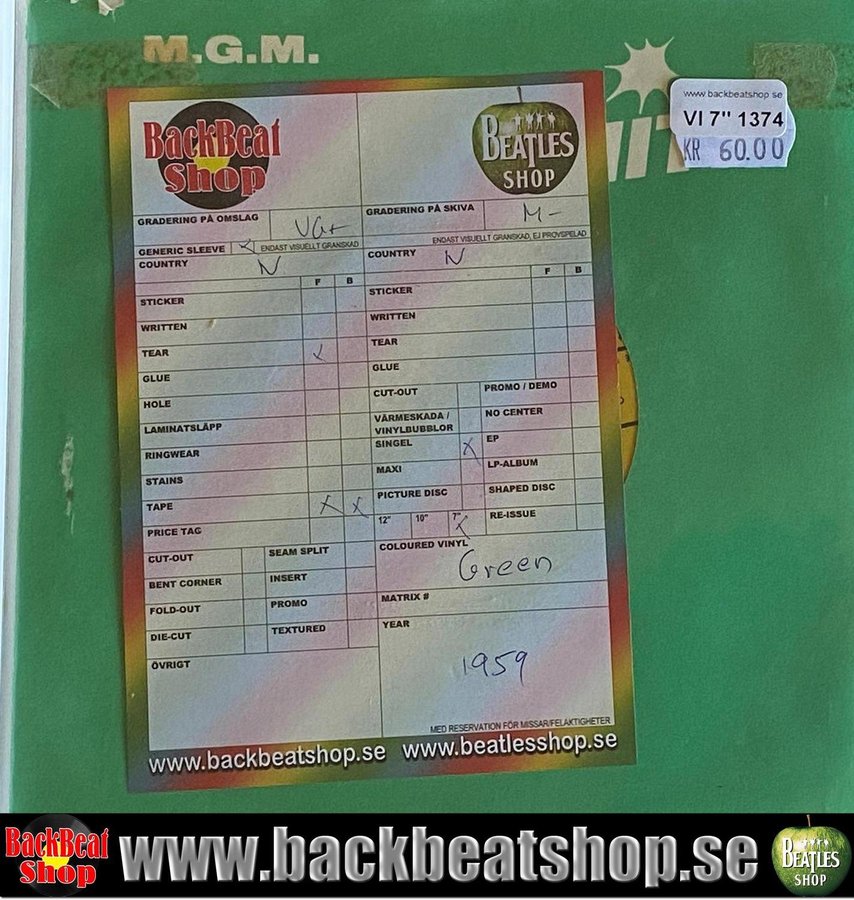 M.G.M.
HIT
www.backbeatshop.se
VI 7" 1374
KR 60.00
BackBeat
Shop
BEATLES
SHOP
GRADERING PÅ OMSLAG VG+
GRADERING PÅ SKIVA M-
GENERIC SLEEVE X ENDAST VISUELLT GRANSKAD
ENDAST VISUELLT GRANSKAD, EJ PROVSPELAD
COUNTRY N
COUNTRY N
F B
F B
STICKER
STICKER
WRITTEN
WRITTEN
TEAR X
TEAR
GLUE
GLUE
HOLE
CUT-OUT
PROMO / DEMO
LAMINATSLÄPP
VÄRMESKADA /
VINYLBUBBLOR
NO CENTER
RINGWEAR
SINGEL X
EP
STAINS
MAXI
LP-ALBUM
TAPE X X
PICTURE DISC
SHAPED DISC
PRICE TAG
12" 10" 7" X
RE-ISSUE
CUT-OUT
SEAM SPLIT
COLOURED VINYL
Green
BENT CORNER
INSERT
FOLD-OUT
PROMO
MATRIX #
DIE-CUT
TEXTURED
YEAR
1959
ÖVRIGT
MED RESERVATION FÖR MISSAR/FELAKTIGHETER
www.backbeatshop.se www.beatlesshop.se
BackBeat
Shop
www.backbeatshop.se
BEATLES
SHOP